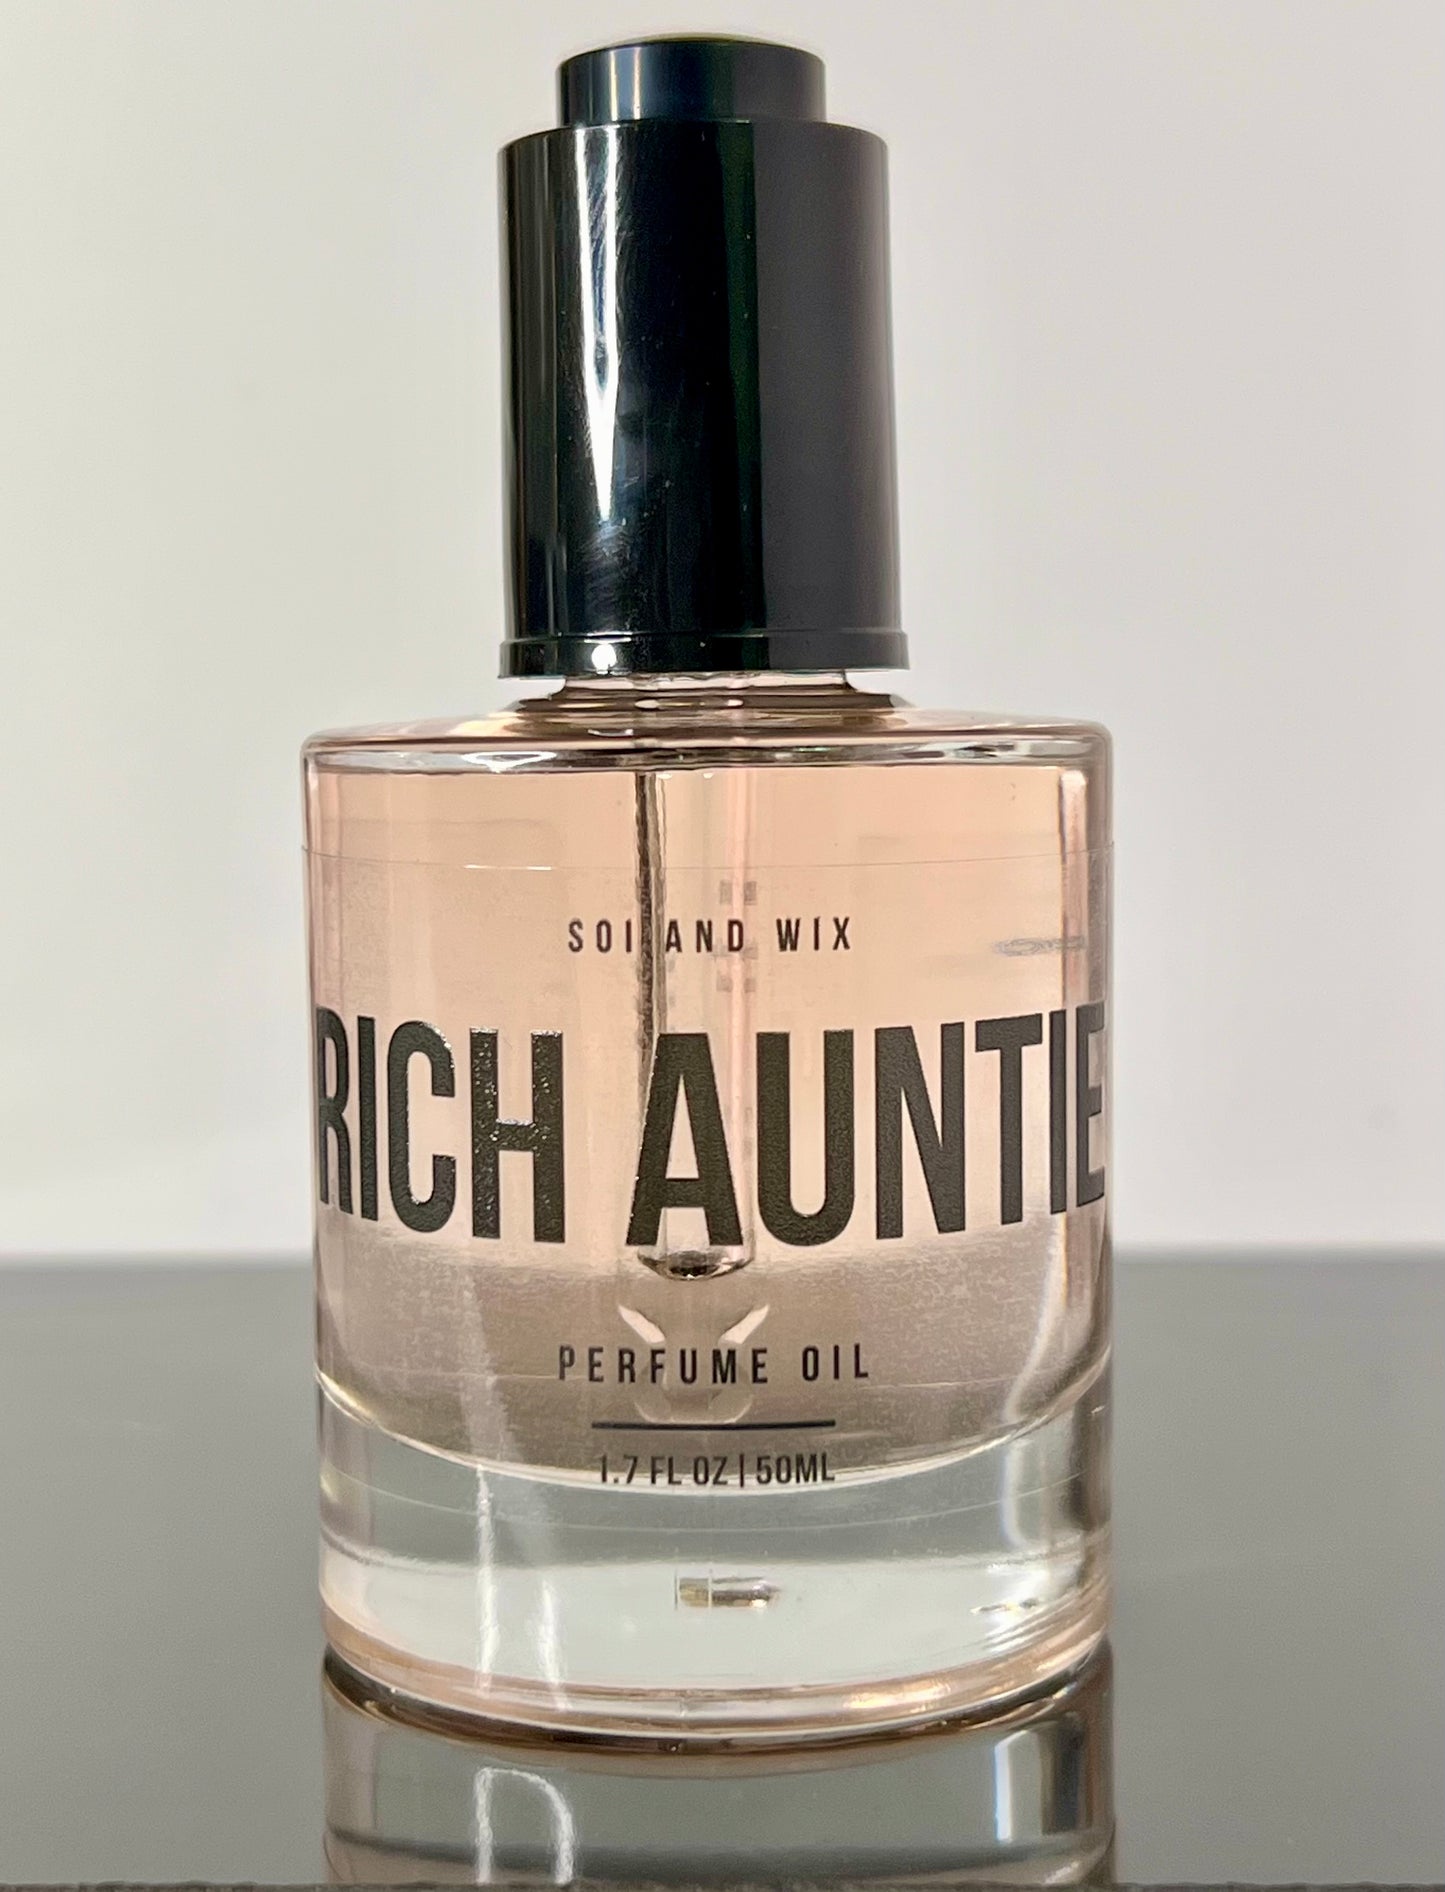 SOI AND WIX
RICH AUNTIE
PERFUME OIL
1.7 FL OZ | 50ML